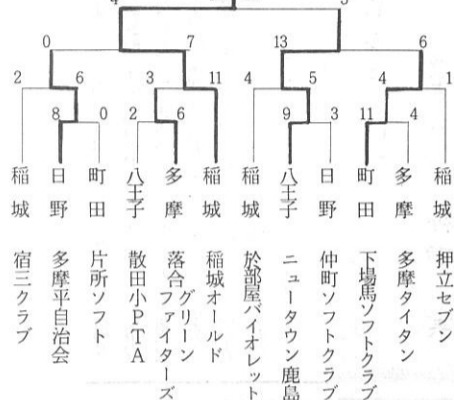 4 5
0 7 13 6
2 6 3 11 4 5 4 1
8 0 2 6 9 3 11 4
稲城 宿三クラブ
日野 多摩平自治会
町田 片所ソフト
八王子 散田小PTA
多摩 落合グリーンファイターズ
稲城 稲城オールド
稲城 於部屋バイオレット
八王子 ニュータウン鹿島
日野 仲町ソフトクラブ
町田 下場馬ソフトクラブ
多摩 多摩タイタン
稲城 押立セブン